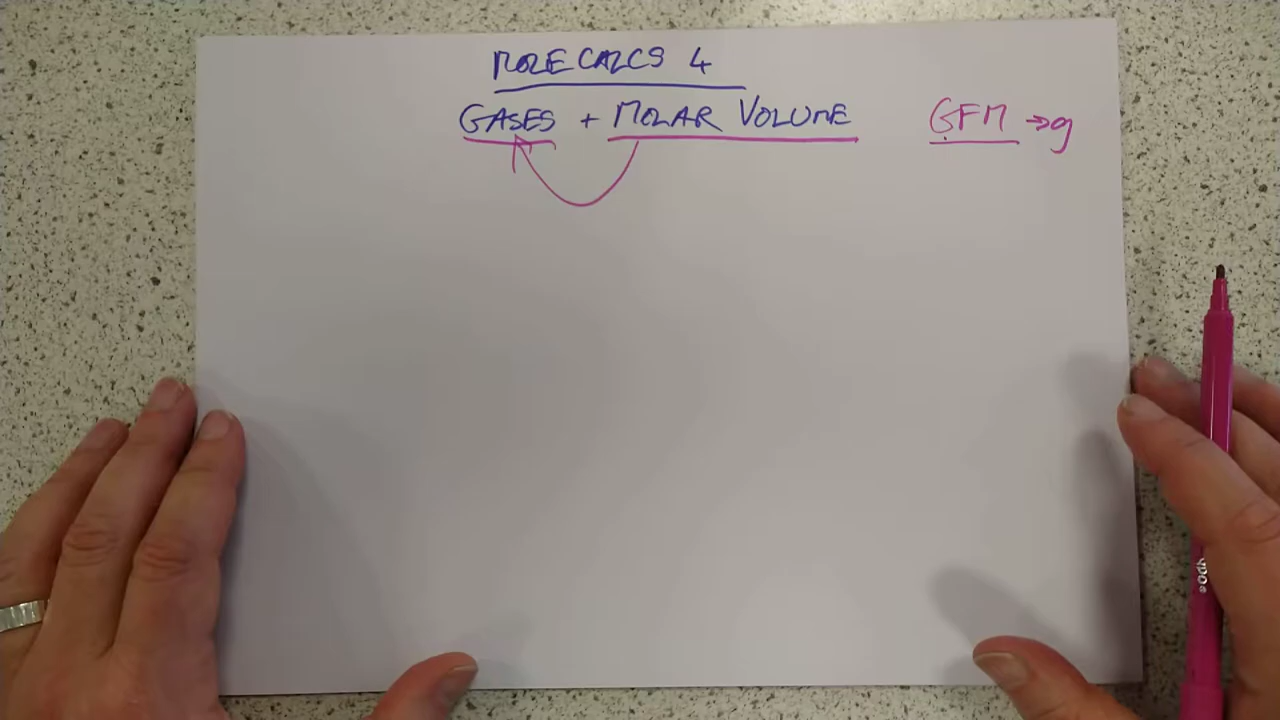 MOLE CALCS 4
GASES + MOLAR VOLUME
GFM → g